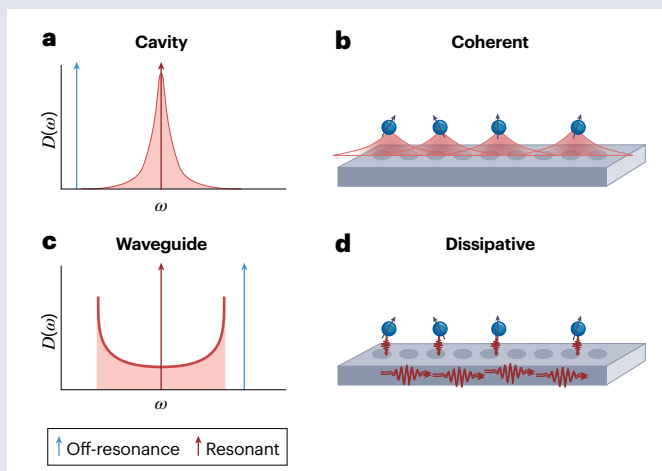 a
Cavity
D(ω)
ω
b
Coherent
c
Waveguide
D(ω)
ω
d
Dissipative
Off-resonance
Resonant